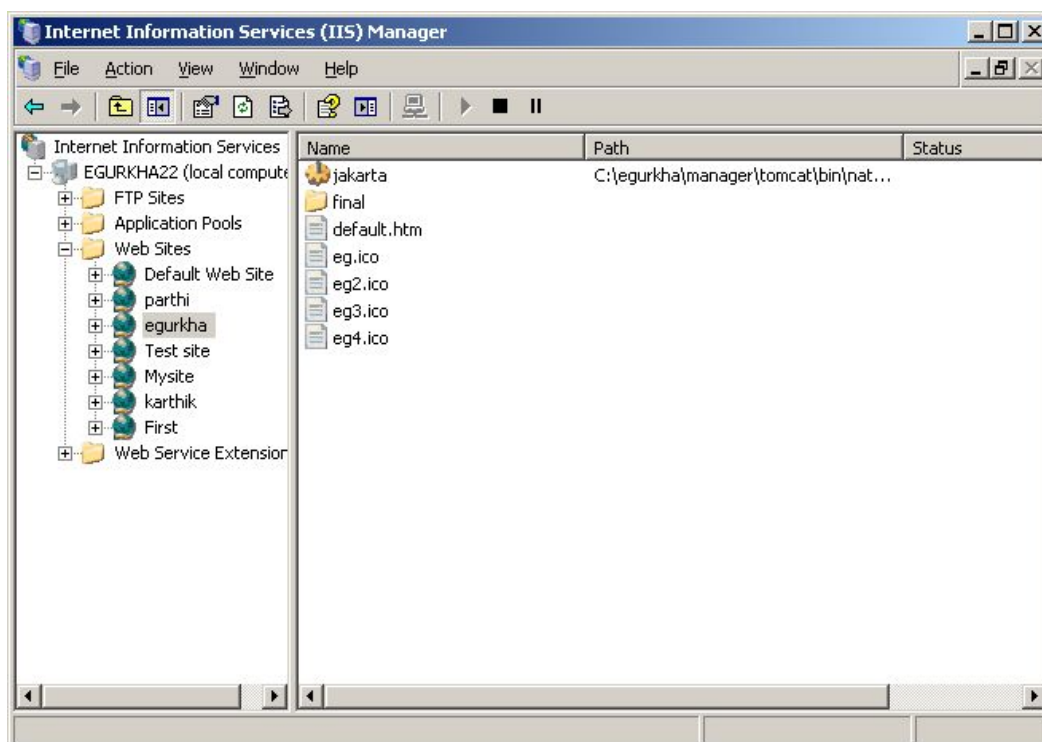 Internet Information Services (IIS) Manager
File Action View Window Help
Internet Information Services
EGURKHA22 (local compute
FTP Sites
Application Pools
Web Sites
Default Web Site
parthi
egurkha
Test site
Mysite
karthik
First
Web Service Extension
Name Path Status
jakarta C:\egurkha\manager\tomcat\bin\nat...
final
default.htm
eg.ico
eg2.ico
eg3.ico
eg4.ico